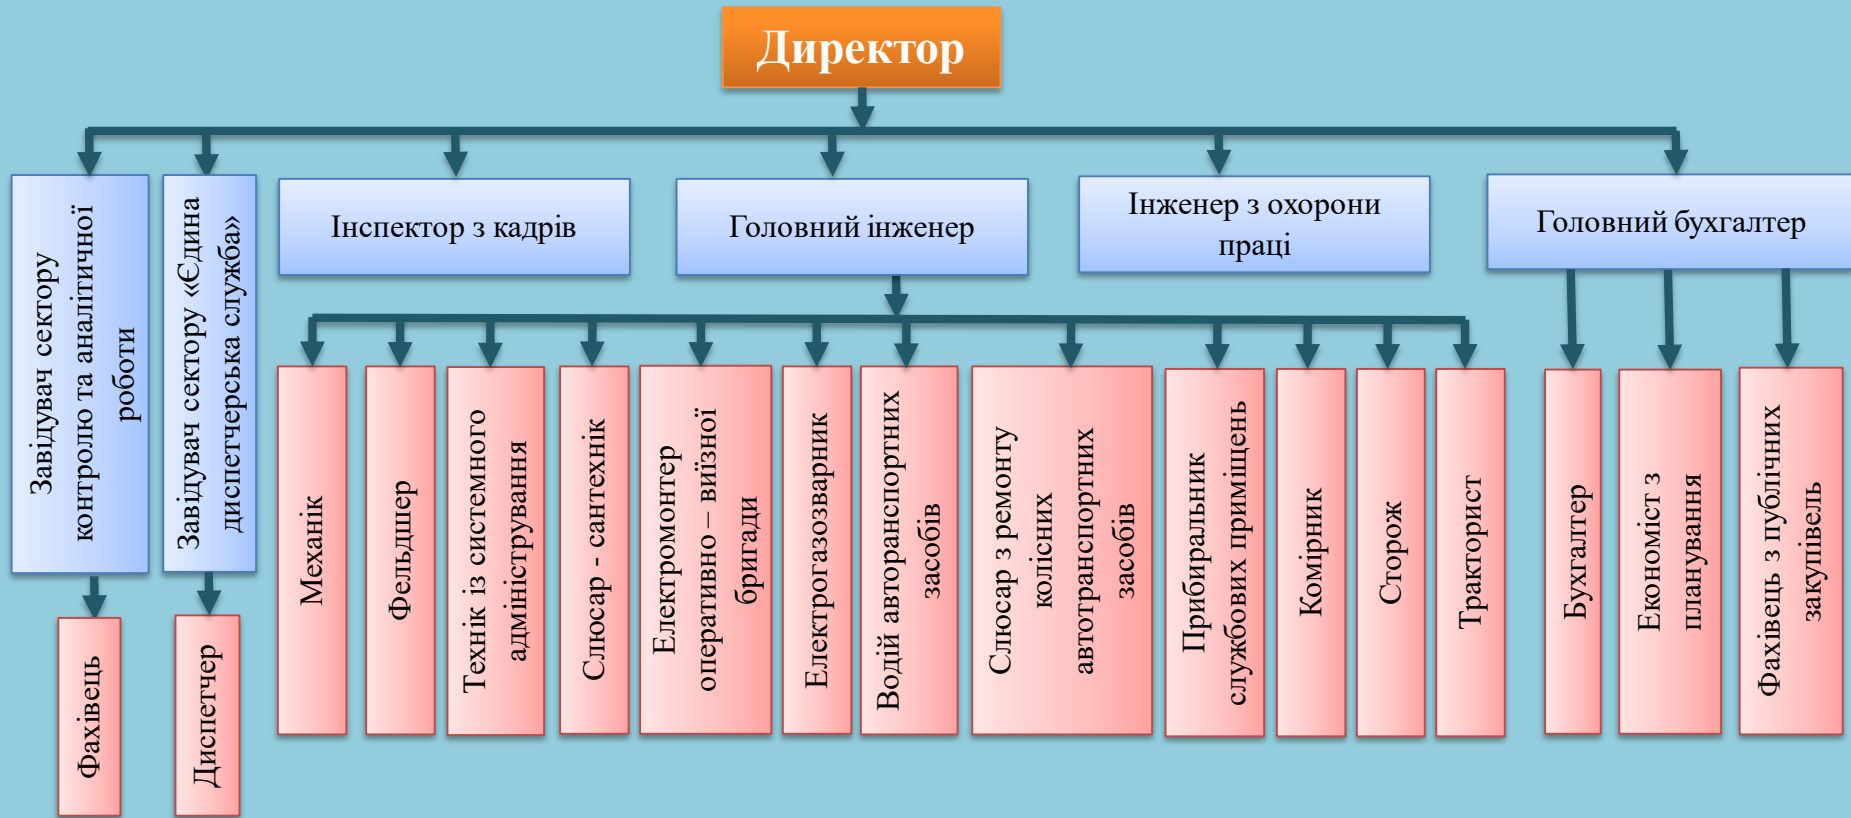 Директор
Завідувач сектору
контролю та аналітичної
роботи
Завідувач сектору «Єдина
диспетчерська служба»
Інспектор з кадрів
Головний інженер
Інженер з охорони
праці
Головний бухгалтер
Фахівець
Диспетчер
Механік
Фельдшер
Технік із системного
адміністрування
Слюсар - сантехнік
Електромонтер
оперативно – виїзної
бригади
Електрогазозварник
Водій авторанспортних
засобів
Слюсар з ремонту
колісних
автотранспортних
засобів
Прибиральник
службових приміщень
Комірник
Сторож
Тракторист
Бухгалтер
Економіст з
планування
Фахівець з публічних
закупівель